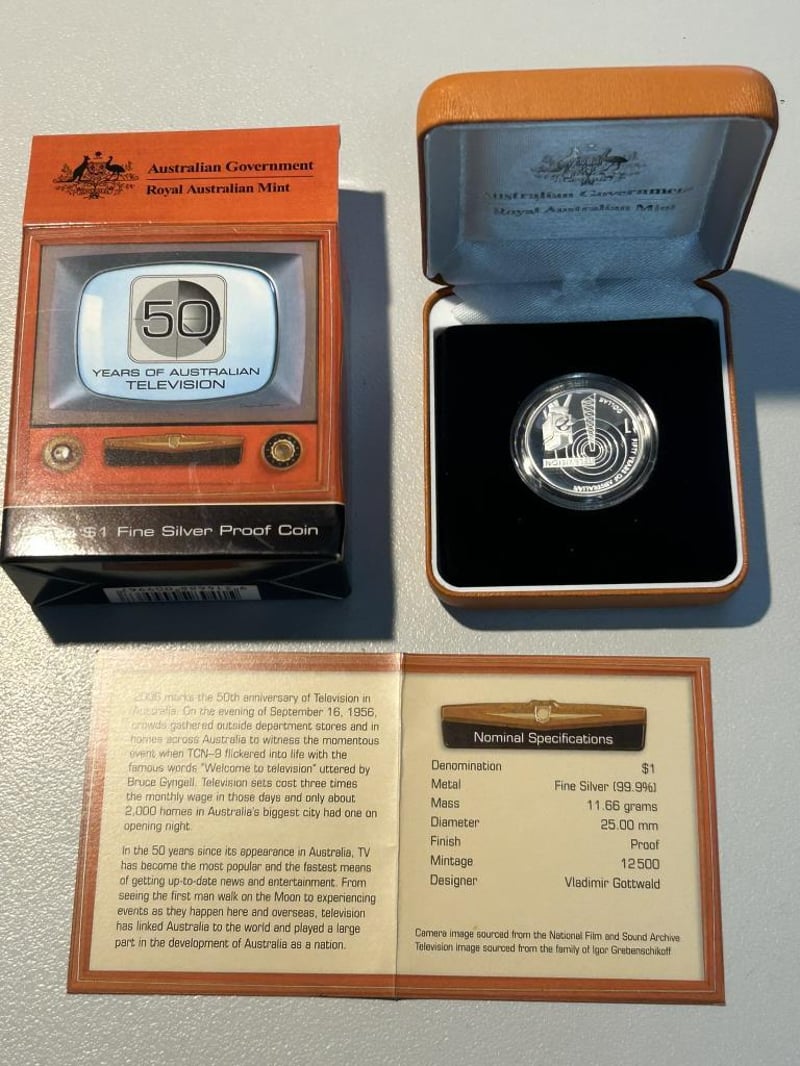 Australian Government
Royal Australian Mint
50
YEARS OF AUSTRALIAN
TELEVISION
$1 Fine Silver Proof Coin
Australian Government
Royal Australian Mint
1
DOLLAR
FIFTY YEARS OF AUSTRALIAN
TELEVISION
2006 marks the 50th anniversary of Television in
Australia. On the evening of September 16, 1956,
crowds gathered outside department stores and in
homes across Australia to witness the momentous
event when TCN-9 flickered into life with the
famous words "Welcome to television" uttered by
Bruce Gyngell. Television sets cost three times
the monthly wage in those days and only about
2,000 homes in Australia's biggest city had one on
opening night.
In the 50 years since its appearance in Australia, TV
has become the most popular and the fastest means
of getting up-to-date news and entertainment. From
seeing the first man walk on the Moon to experiencing
events as they happen here and overseas, television
has linked Australia to the world and played a large
part in the development of Australia as a nation.
Nominal Specifications
Denomination $1
Metal Fine Silver (99.9%)
Mass 11.66 grams
Diameter 25.00 mm
Finish Proof
Mintage 12500
Designer Vladimir Gottwald
Camera image sourced from the National Film and Sound Archive
Television image sourced from the family of Igor Grebenschikoff